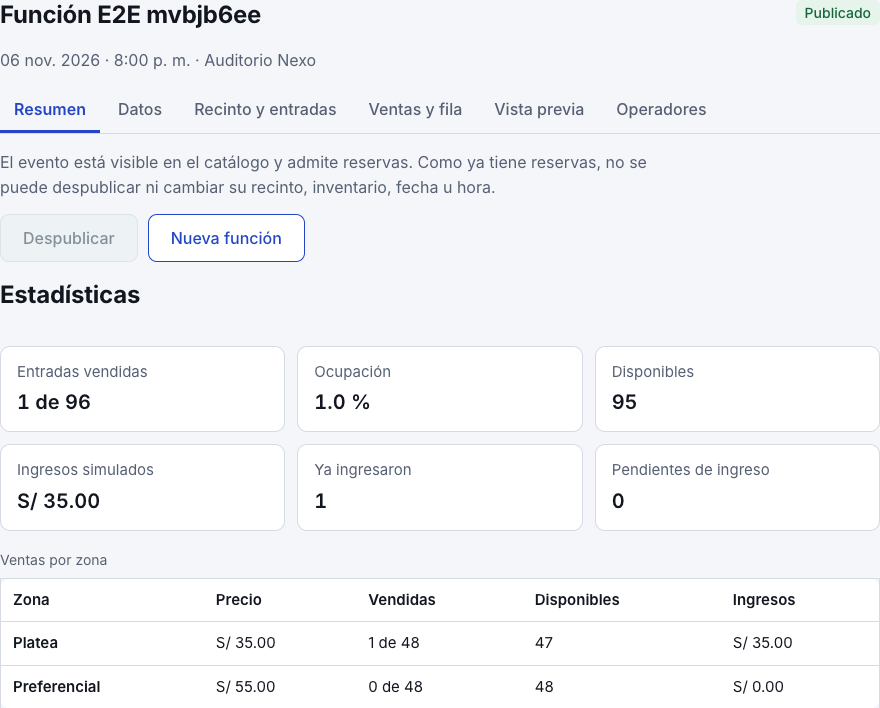 Función E2E mvbjb6ee
Publicado
06 nov. 2026 · 8:00 p. m. · Auditorio Nexo
Resumen Datos Recinto y entradas Ventas y fila Vista previa Operadores
El evento está visible en el catálogo y admite reservas. Como ya tiene reservas, no se
puede despublicar ni cambiar su recinto, inventario, fecha u hora.
Despublicar Nueva función
Estadísticas
Entradas vendidas Ocupación Disponibles
1 de 96 1.0 % 95
Ingresos simulados Ya ingresaron Pendientes de ingreso
S/ 35.00 1 0
Ventas por zona
Zona Precio Vendidas Disponibles Ingresos
Platea S/ 35.00 1 de 48 47 S/ 35.00
Preferencial S/ 55.00 0 de 48 48 S/ 0.00